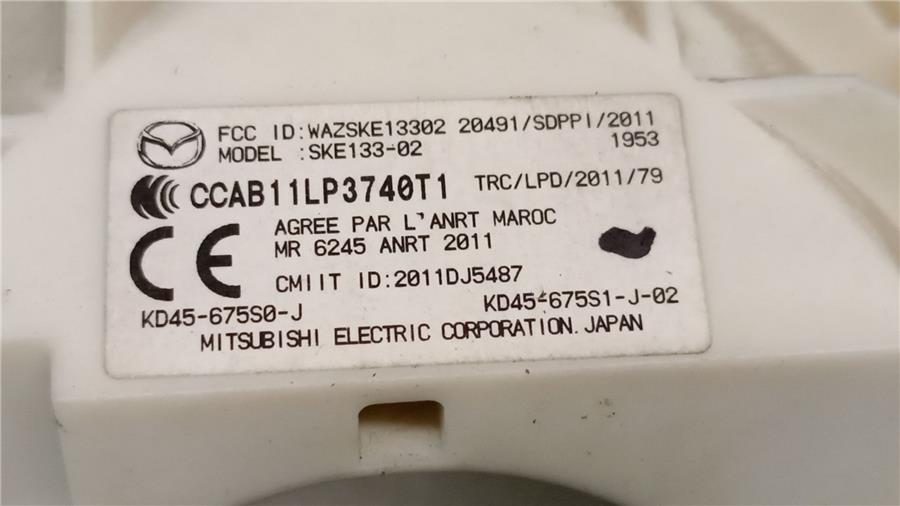 FCC ID:WAZSKE13302 20491/SDPPI/2011
1953
MODEL :SKE133-02
CCAB11LP3740T1 TRC/LPD/2011/79
AGREE PAR L'ANRT MAROC
MR 6245 ANRT 2011
CE
CMIIT ID:2011DJ5487
KD45-675S0-J KD45-675S1-J-02
MITSUBISHI ELECTRIC CORPORATION.JAPAN